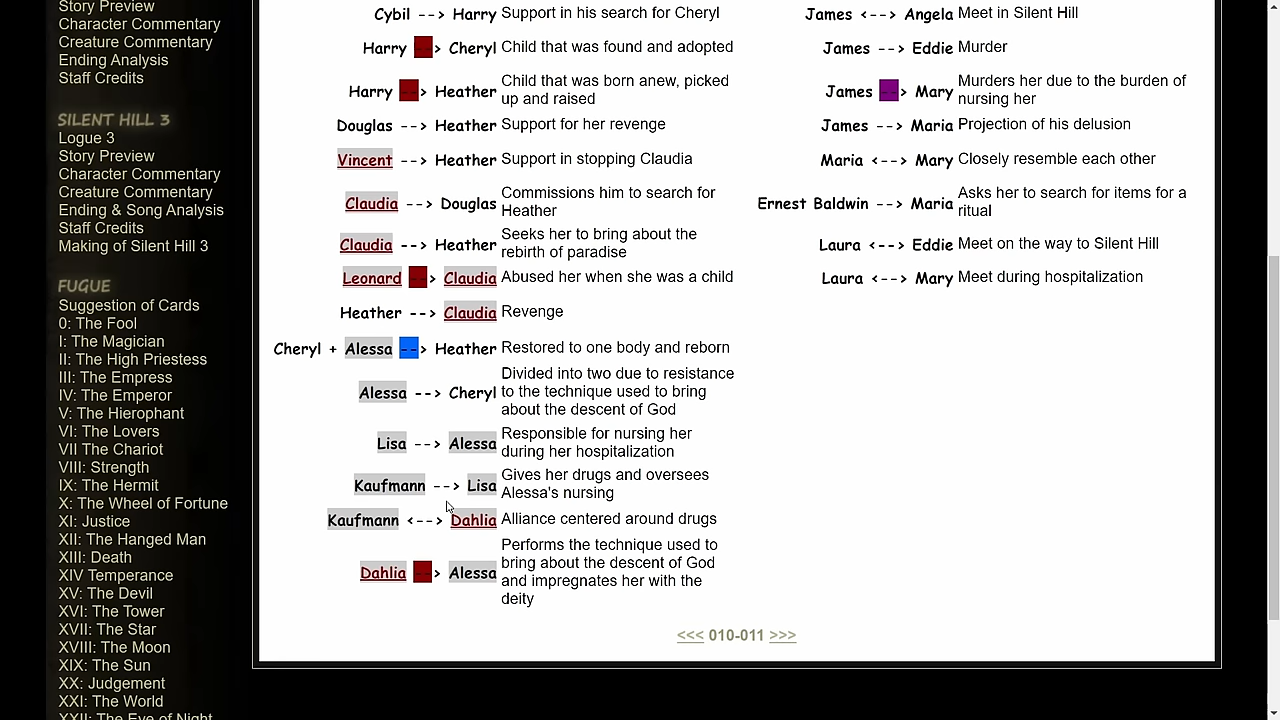 Story Preview
Character Commentary
Creature Commentary
Ending Analysis
Staff Credits
SILENT HILL 3
Logue 3
Story Preview
Character Commentary
Creature Commentary
Ending & Song Analysis
Staff Credits
Making of Silent Hill 3
FUGUE
Suggestion of Cards
0: The Fool
I: The Magician
II: The High Priestess
III: The Empress
IV: The Emperor
V: The Hierophant
VI: The Lovers
VII The Chariot
VIII: Strength
IX: The Hermit
X: The Wheel of Fortune
XI: Justice
XII: The Hanged Man
XIII: Death
XIV Temperance
XV: The Devil
XVI: The Tower
XVII: The Star
XVIII: The Moon
XIX: The Sun
XX: Judgement
XXI: The World
XXII: The Eye of Night
Cybil --> Harry Support in his search for Cheryl
Harry --> Cheryl Child that was found and adopted
Harry --> Heather Child that was born anew, picked
up and raised
Douglas --> Heather Support for her revenge
Vincent --> Heather Support in stopping Claudia
Claudia --> Douglas Commissions him to search for
Heather
Claudia --> Heather Seeks her to bring about the
rebirth of paradise
Leonard --> Claudia Abused her when she was a child
Heather --> Claudia Revenge
Cheryl + Alessa --> Heather Restored to one body and reborn
Alessa --> Cheryl Divided into two due to resistance
to the technique used to bring
about the descent of God
Lisa --> Alessa Responsible for nursing her
during her hospitalization
Kaufmann --> Lisa Gives her drugs and oversees
Alessa's nursing
Kaufmann <--> Dahlia Alliance centered around drugs
Dahlia --> Alessa Performs the technique used to
bring about the descent of God
and impregnates her with the
deity
James <--> Angela Meet in Silent Hill
James --> Eddie Murder
James --> Mary Murders her due to the burden of
nursing her
James --> Maria Projection of his delusion
Maria <--> Mary Closely resemble each other
Ernest Baldwin --> Maria Asks her to search for items for a
ritual
Laura <--> Eddie Meet on the way to Silent Hill
Laura <--> Mary Meet during hospitalization
<<< 010-011 >>>